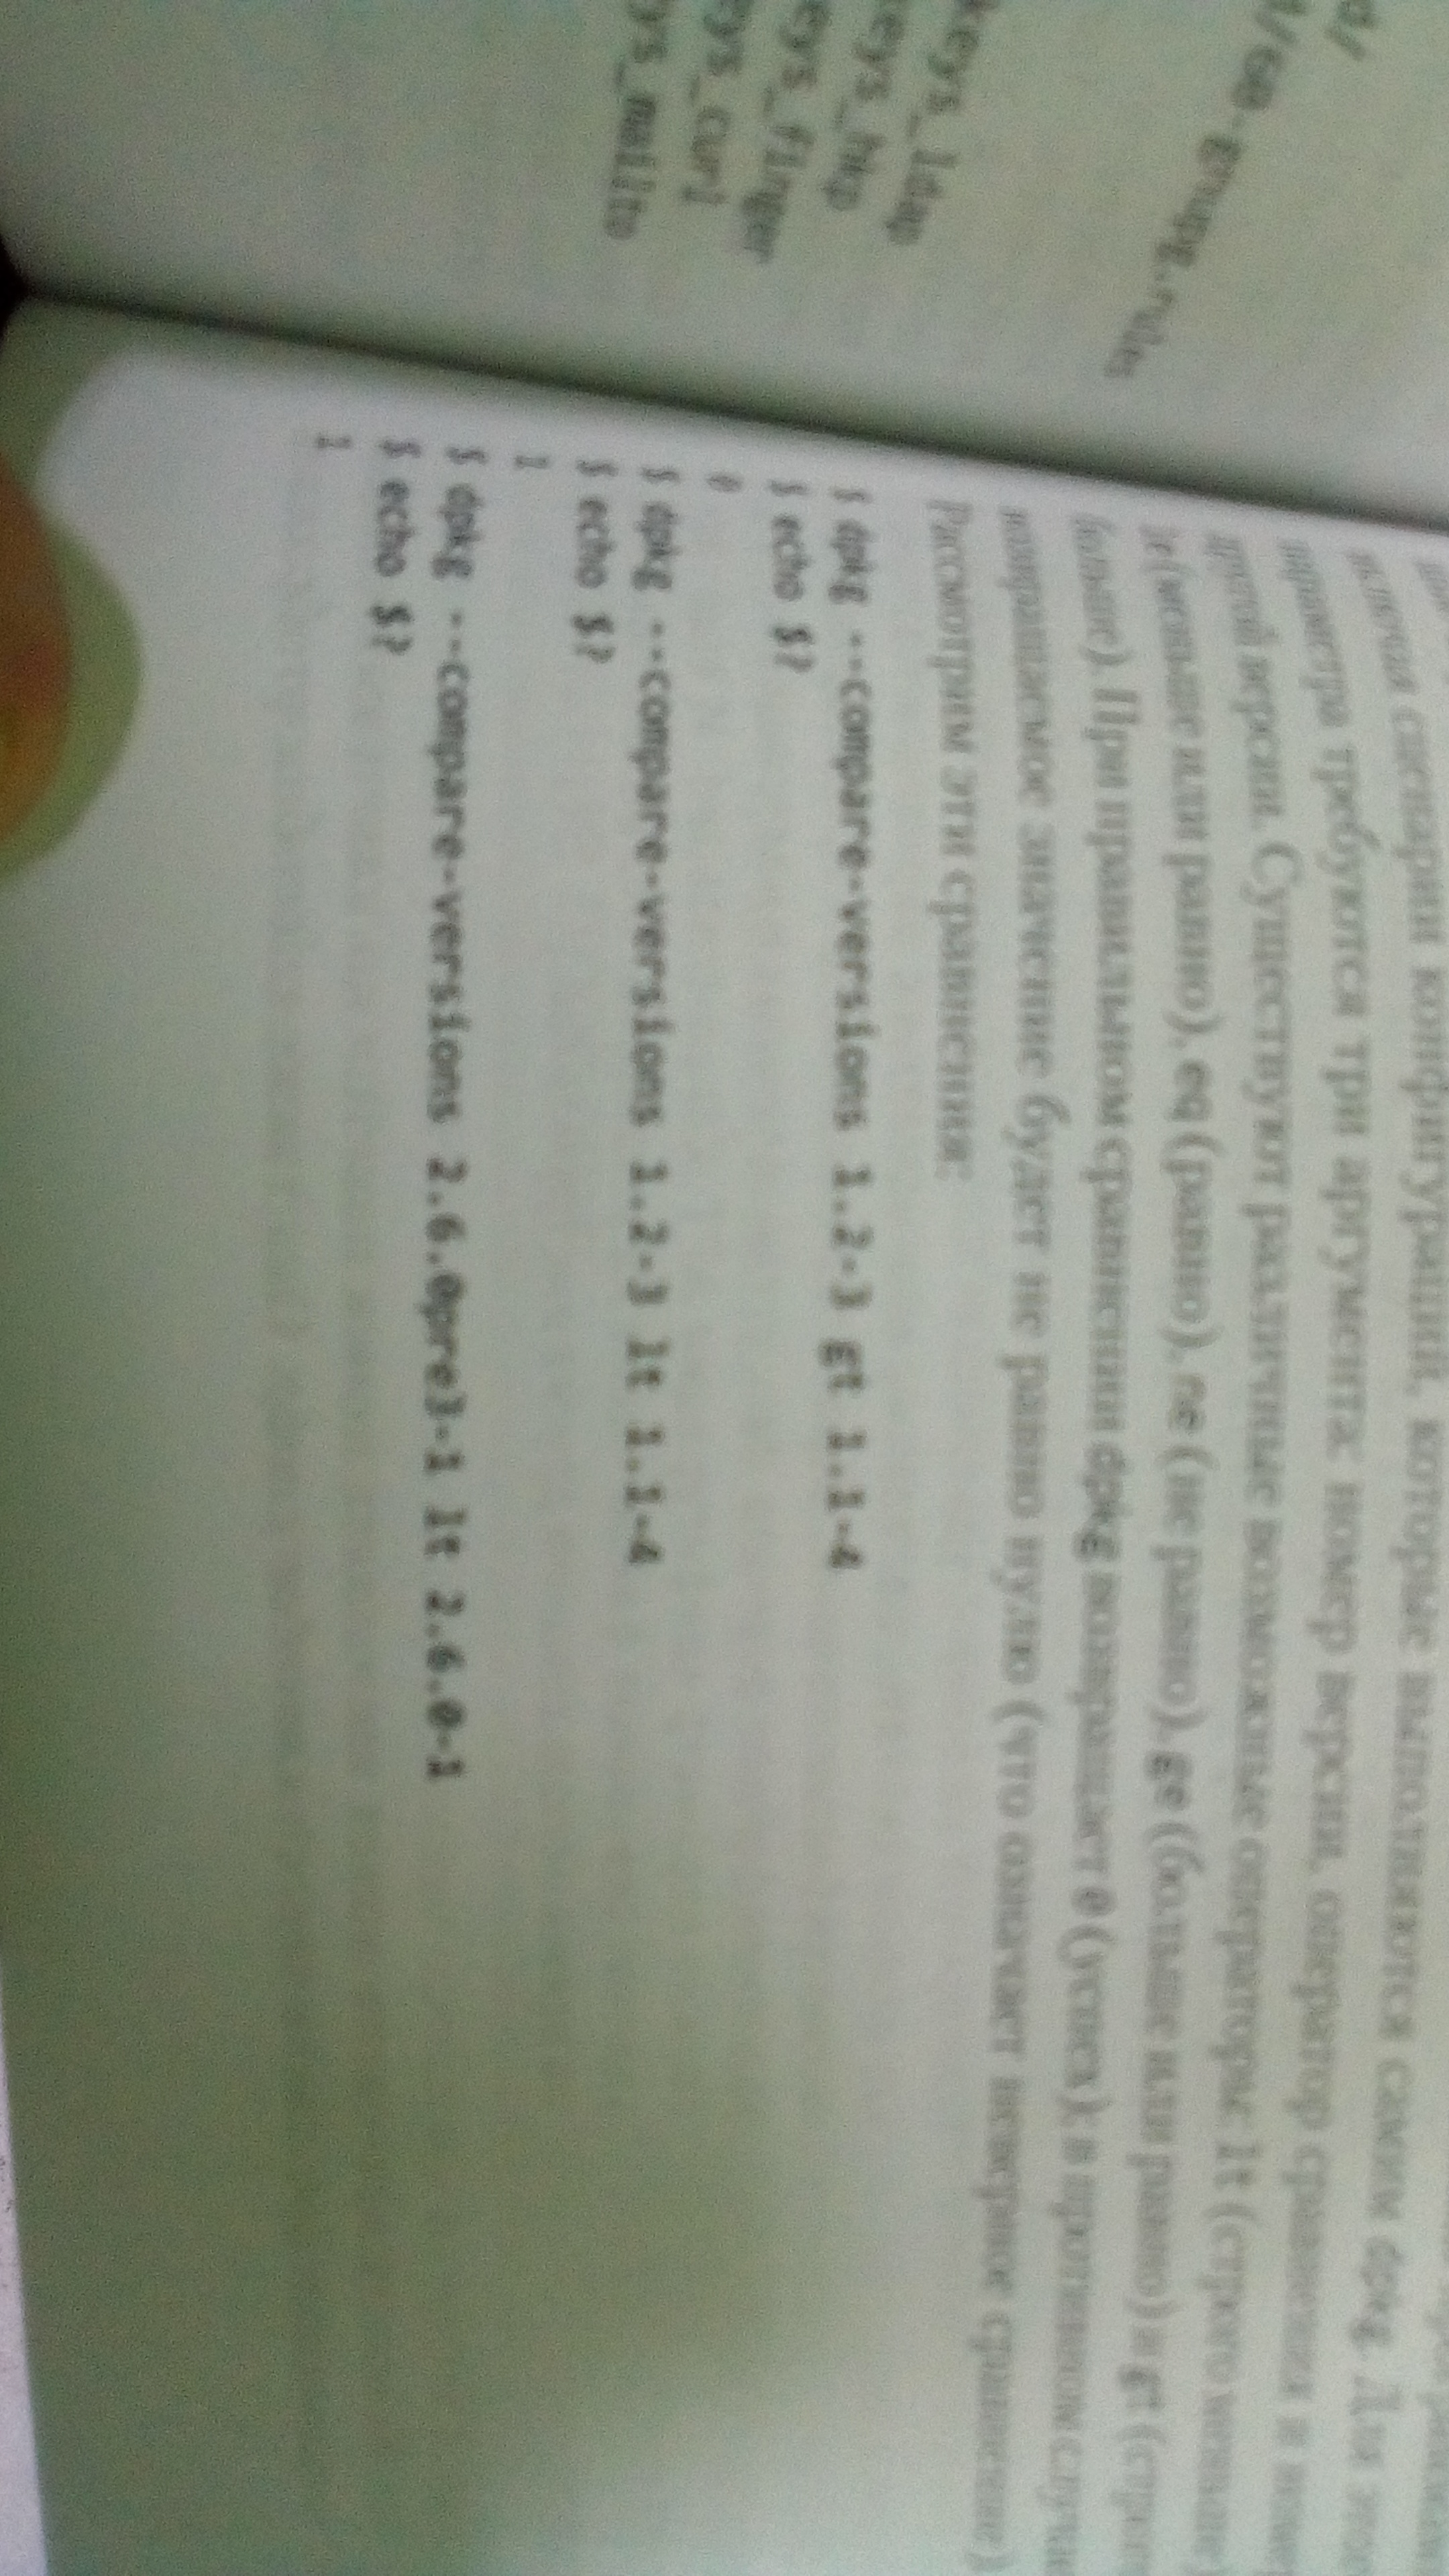 d/
d/60-gnupg.rules
keys_ldap
keys_hkp
eys_finger
eys_curl
ys_mailto
включая сценарии конфигураций, которые выполняются самим dpkg. Для этого
параметра требуются три аргумента: номер версии, оператор сравнения и номер
другой версии. Существуют различные возможные операторы: lt (строго меньше),
le (меньше или равно), eq (равно), ne (не равно), ge (больше или равно) и gt (строго
больше). При правильном сравнении dpkg возвращает 0 (успех); в противном случае
возвращаемое значение будет не равно нулю (что означает неверное сравнение).
Рассмотрим эти сравнения:
$ dpkg --compare-versions 1.2-3 gt 1.1-4
$ echo $?
0
$ dpkg --compare-versions 1.2-3 lt 1.1-4
$ echo $?
1
$ dpkg --compare-versions 2.6.0pre3-1 lt 2.6.0-1
$ echo $?
1